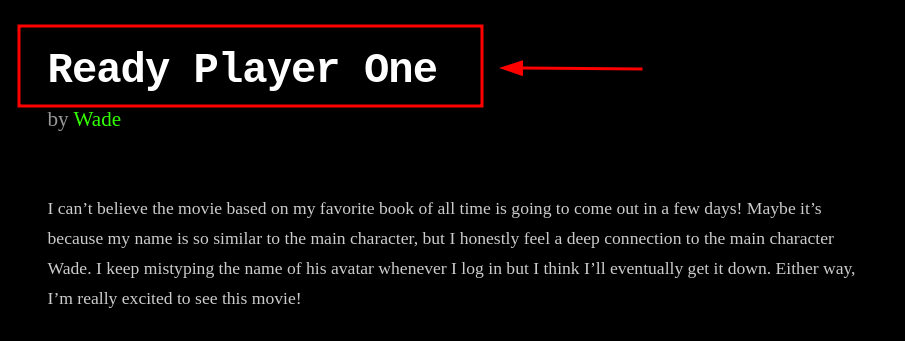 Ready Player One
by Wade
I can’t believe the movie based on my favorite book of all time is going to come out in a few days! Maybe it’s
because my name is so similar to the main character, but I honestly feel a deep connection to the main character
Wade. I keep mistyping the name of his avatar whenever I log in but I think I’ll eventually get it down. Either way,
I’m really excited to see this movie!